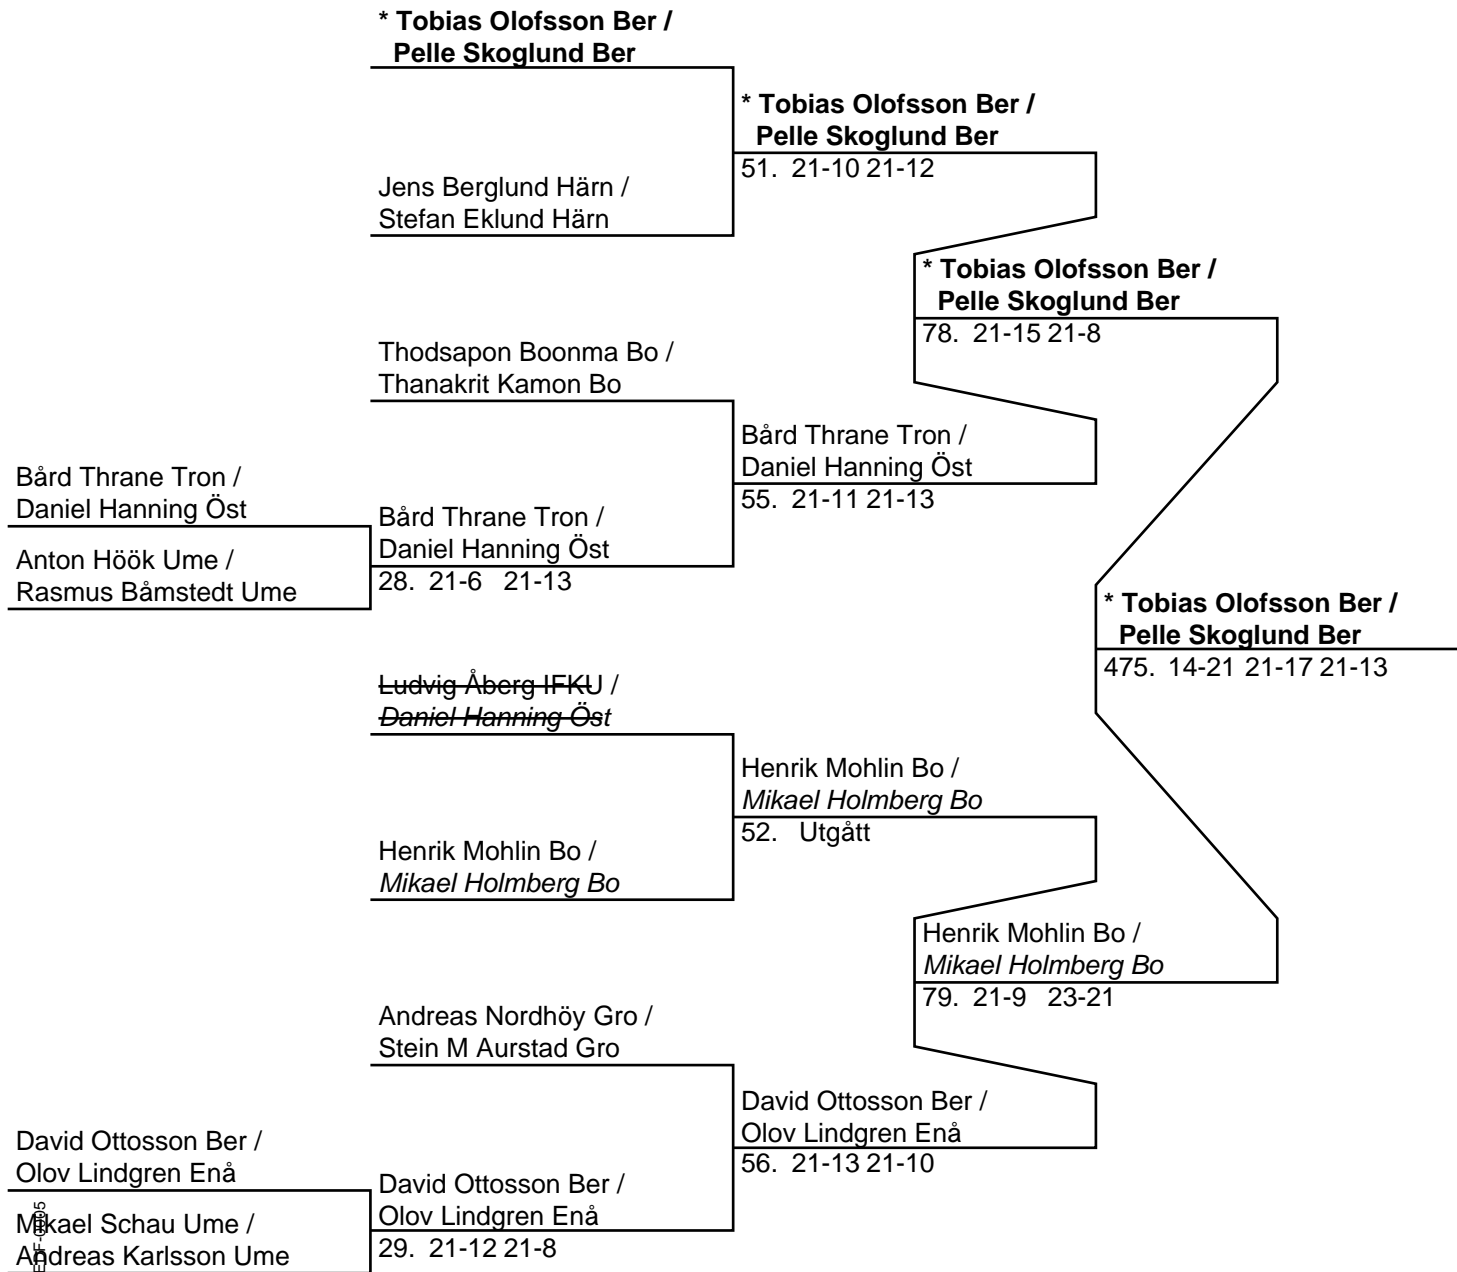 * Tobias Olofsson Ber /
Pelle Skoglund Ber
* Tobias Olofsson Ber /
Pelle Skoglund Ber
51. 21-10 21-12
Jens Berglund Härn /
Stefan Eklund Härn
* Tobias Olofsson Ber /
Pelle Skoglund Ber
78. 21-15 21-8
Thodsapon Boonma Bo /
Thanakrit Kamon Bo
Bård Thrane Tron /
Daniel Hanning Öst
55. 21-11 21-13
Bård Thrane Tron /
Daniel Hanning Öst
Bård Thrane Tron /
Daniel Hanning Öst
28. 21-6 21-13
Anton Höök Ume /
Rasmus Båmstedt Ume
* Tobias Olofsson Ber /
Pelle Skoglund Ber
475. 14-21 21-17 21-13
Ludvig Åberg IFKU /
Daniel Hanning Öst
Henrik Mohlin Bo /
Mikael Holmberg Bo
52. Utgått
Henrik Mohlin Bo /
Mikael Holmberg Bo
Henrik Mohlin Bo /
Mikael Holmberg Bo
79. 21-9 23-21
Andreas Nordhöy Gro /
Stein M Aurstad Gro
David Ottosson Ber /
Olov Lindgren Enå
56. 21-13 21-10
David Ottosson Ber /
Olov Lindgren Enå
David Ottosson Ber /
Olov Lindgren Enå
29. 21-12 21-8
Mikael Schau Ume /
Andreas Karlsson Ume